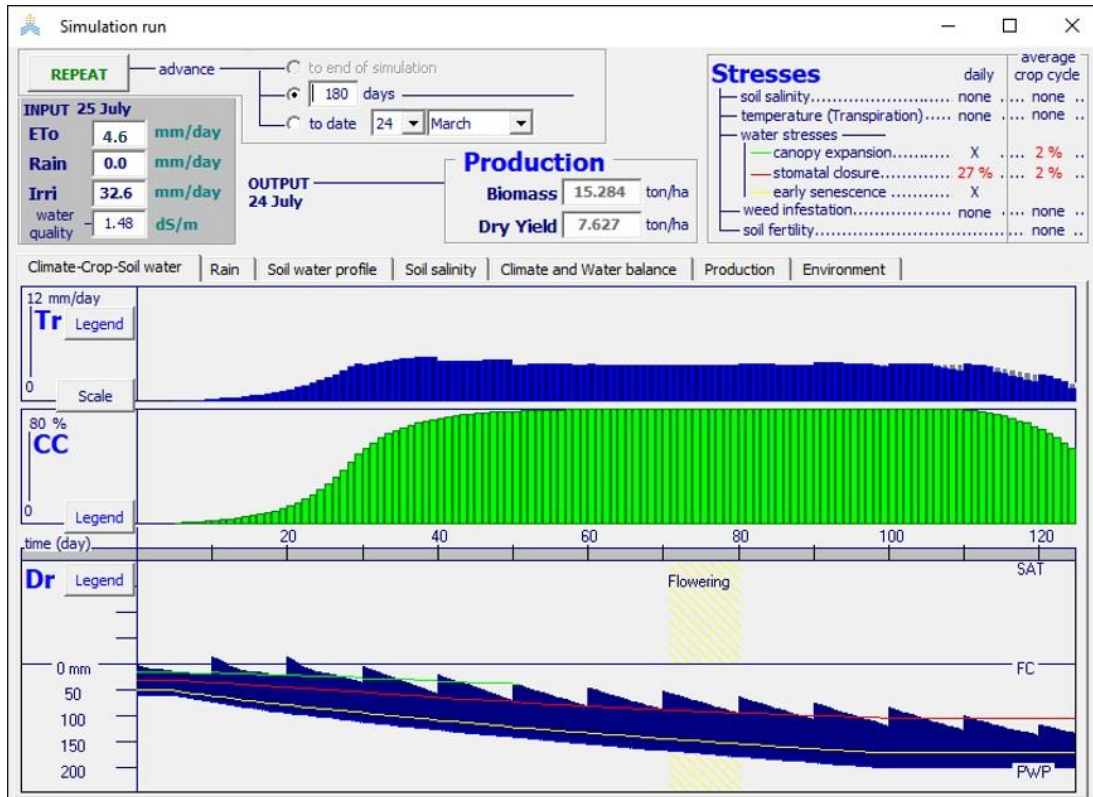 Simulation run
REPEAT
advance
to end of simulation
180 days
to date 24 March
INPUT 25 July
ETo 4.6 mm/day
Rain 0.0 mm/day
Irri 32.6 mm/day
water quality 1.48 dS/m
OUTPUT
24 July
Production
Biomass 15.284 ton/ha
Dry Yield 7.627 ton/ha
Stresses daily average crop cycle
soil salinity........................ none .... none ..
temperature (Transpiration)..... none .... none ..
water stresses
canopy expansion........... X .... 2 % ..
stomatal closure............ 27 % .... 2 % ..
early senescence ........... X
weed infestation................... none .... none ..
soil fertility........................................ none ..
Climate-Crop-Soil water Rain Soil water profile Soil salinity Climate and Water balance Production Environment
12 mm/day
Tr Legend
0
Scale
80 %
CC
0
Legend
time (day) 20 40 60 80 100 120
Dr Legend
Flowering
SAT
0 mm
FC
50
100
150
200
PWP